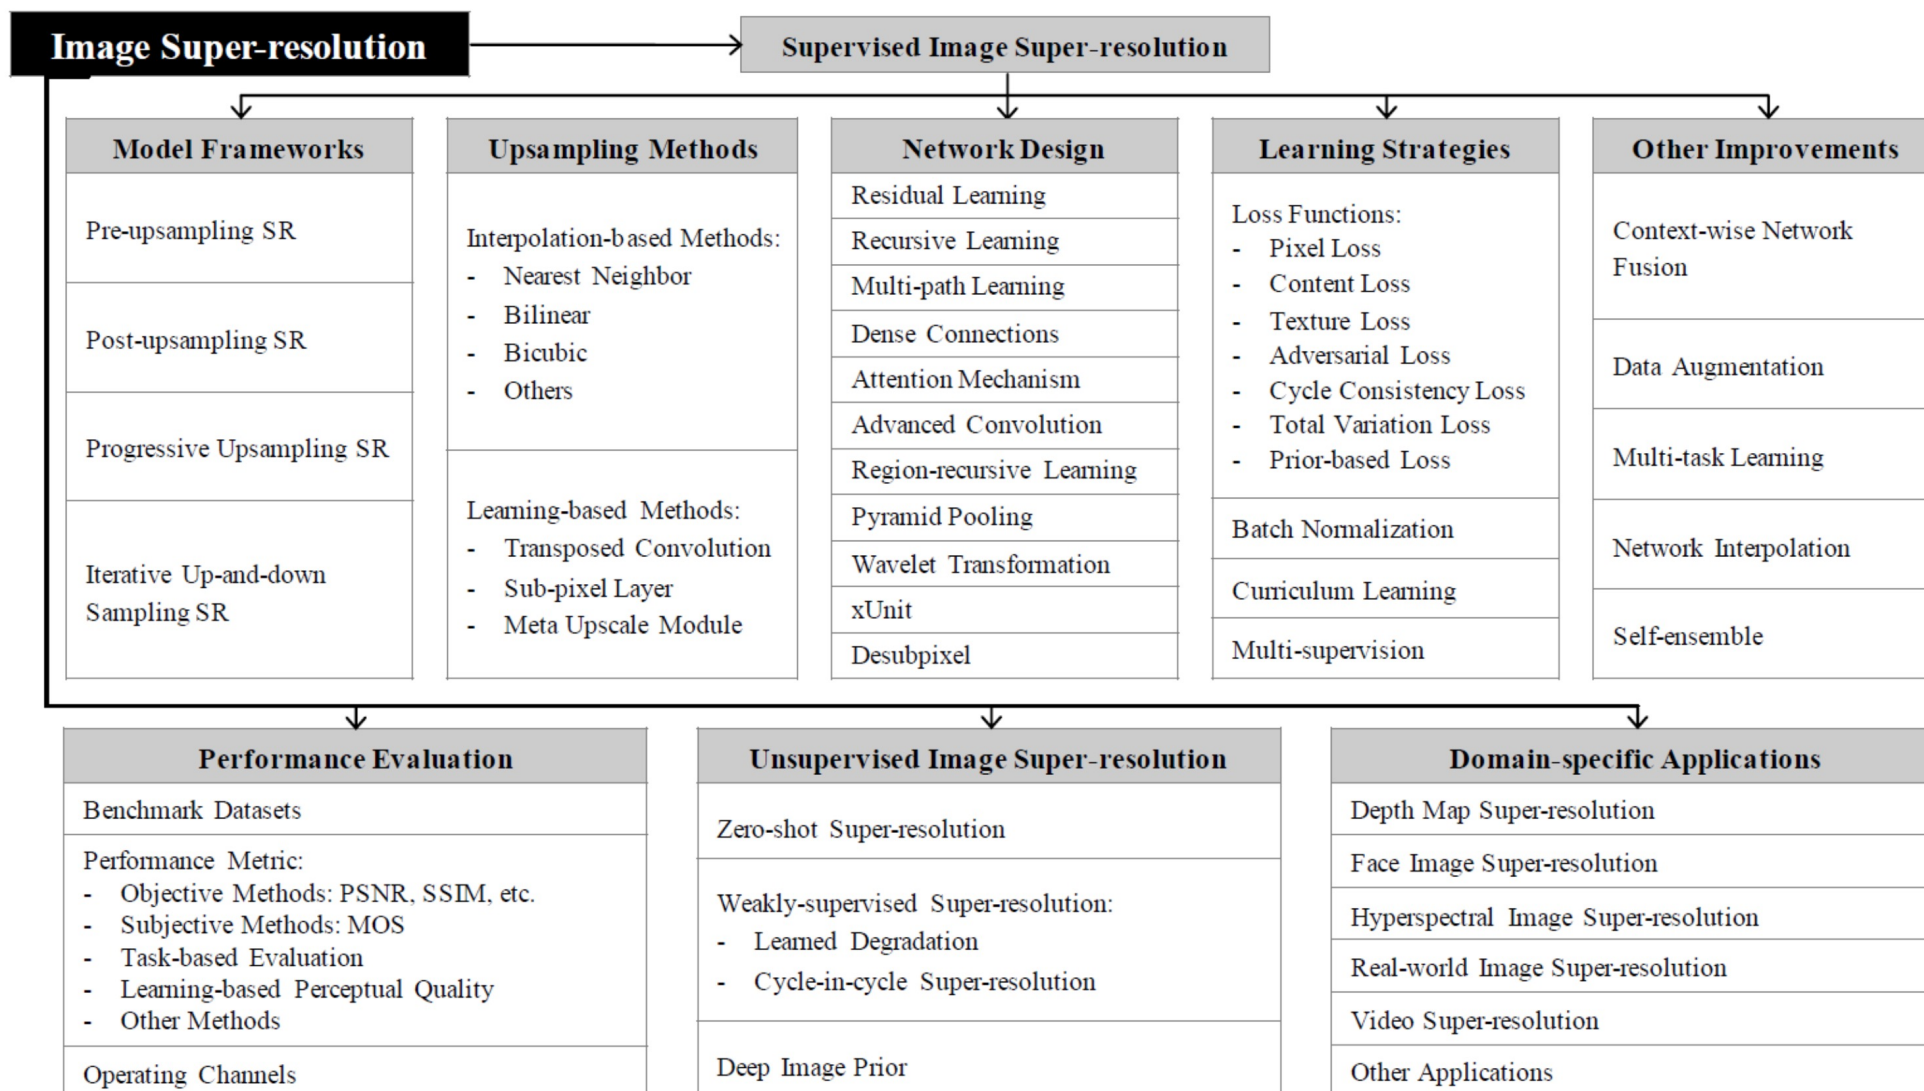 Image Super-resolution
Supervised Image Super-resolution
Model Frameworks
Pre-upsampling SR
Post-upsampling SR
Progressive Upsampling SR
Iterative Up-and-down
Sampling SR
Upsampling Methods
Interpolation-based Methods:
- Nearest Neighbor
- Bilinear
- Bicubic
- Others
Learning-based Methods:
- Transposed Convolution
- Sub-pixel Layer
- Meta Upscale Module
Network Design
Residual Learning
Recursive Learning
Multi-path Learning
Dense Connections
Attention Mechanism
Advanced Convolution
Region-recursive Learning
Pyramid Pooling
Wavelet Transformation
xUnit
Desubpixel
Learning Strategies
Loss Functions:
- Pixel Loss
- Content Loss
- Texture Loss
- Adversarial Loss
- Cycle Consistency Loss
- Total Variation Loss
- Prior-based Loss
Batch Normalization
Curriculum Learning
Multi-supervision
Other Improvements
Context-wise Network
Fusion
Data Augmentation
Multi-task Learning
Network Interpolation
Self-ensemble
Performance Evaluation
Benchmark Datasets
Performance Metric:
- Objective Methods: PSNR, SSIM, etc.
- Subjective Methods: MOS
- Task-based Evaluation
- Learning-based Perceptual Quality
- Other Methods
Operating Channels
Unsupervised Image Super-resolution
Zero-shot Super-resolution
Weakly-supervised Super-resolution:
- Learned Degradation
- Cycle-in-cycle Super-resolution
Deep Image Prior
Domain-specific Applications
Depth Map Super-resolution
Face Image Super-resolution
Hyperspectral Image Super-resolution
Real-world Image Super-resolution
Video Super-resolution
Other Applications